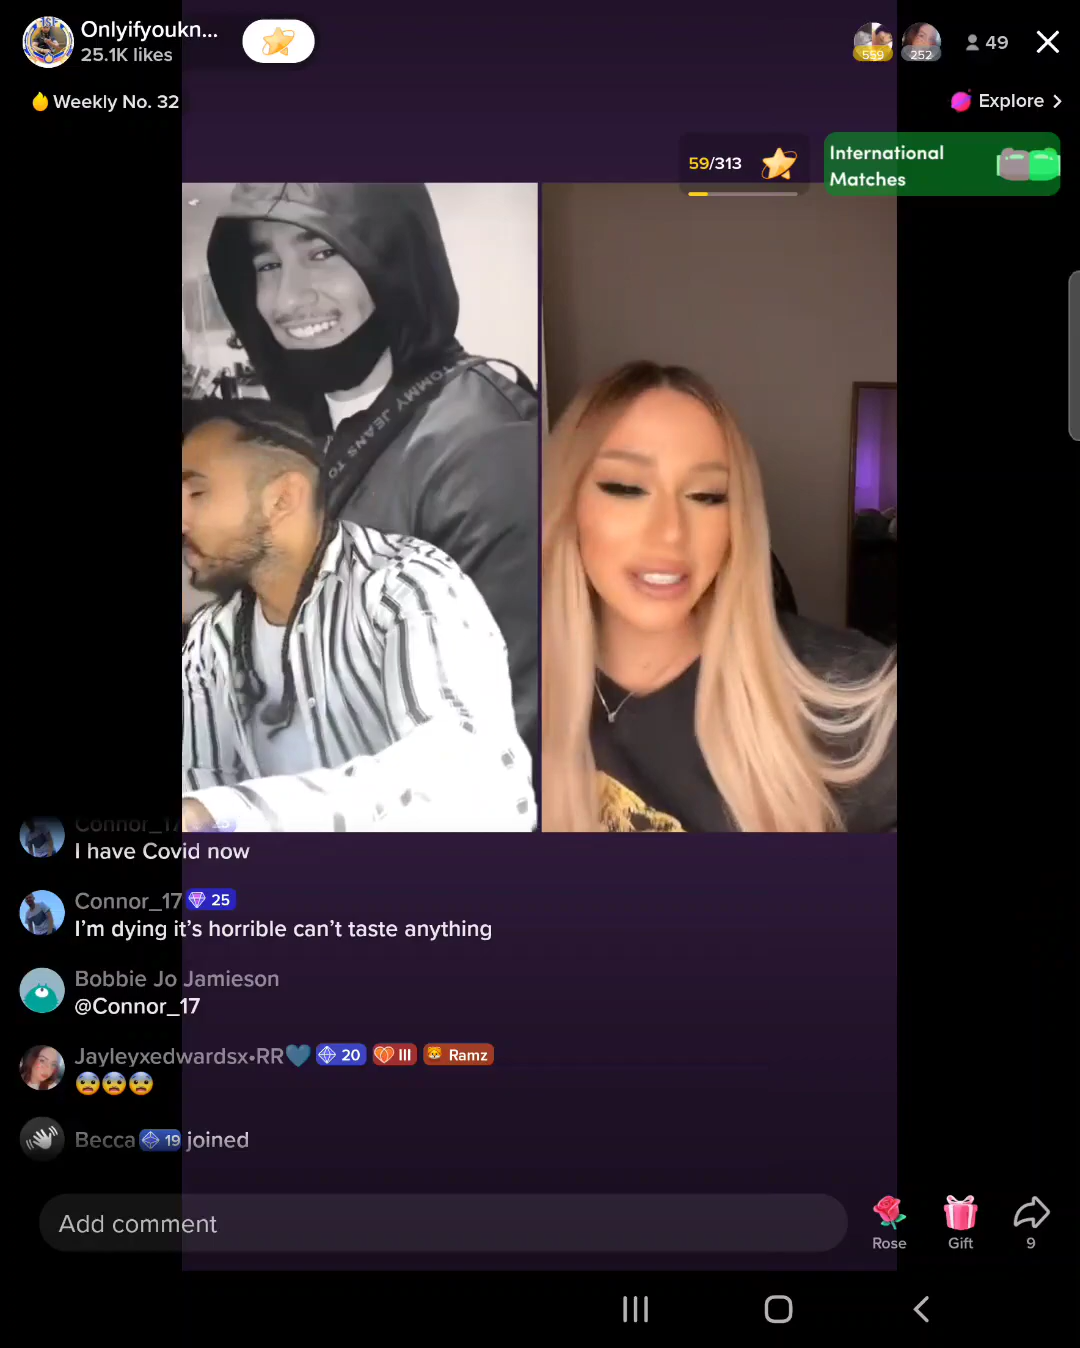 Onlyifyoukn...
25.1K likes
559
252
49
Weekly No. 32
Explore
59/313
International
Matches
TOMMY JEANS TO
Connor_17 25
I have Covid now
Connor_17 25
I'm dying it's horrible can't taste anything
Bobbie Jo Jamieson
@Connor_17
Jayleyxedwardsx•RR💙 20 III Ramz
😨😨😨
Becca 19 joined
Add comment
Rose
Gift
9